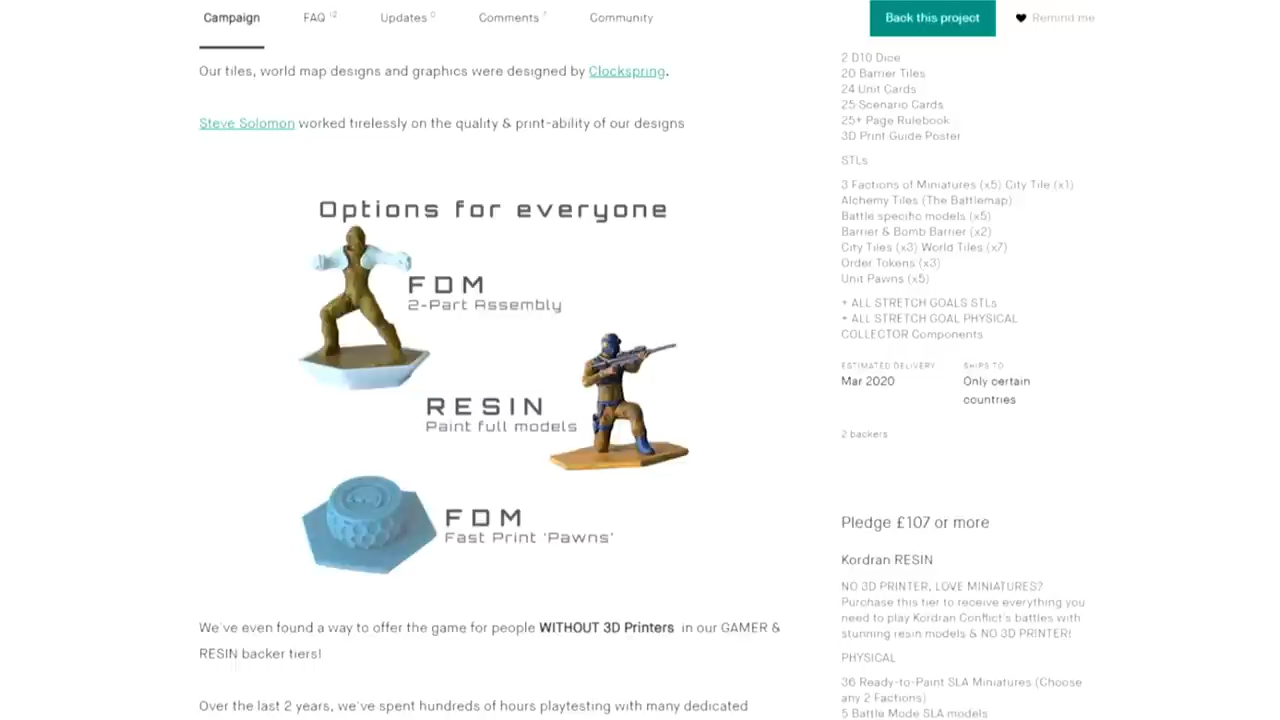 Campaign
FAQ 12
Updates 0
Comments 7
Community
Back this project
Remind me
Our tiles, world map designs and graphics were designed by Clockspring.
Steve Solomon worked tirelessly on the quality & print-ability of our designs
Options for everyone
FDM
2-Part Assembly
RESIN
Paint full models
FDM
Fast Print 'Pawns'
We've even found a way to offer the game for people WITHOUT 3D Printers in our GAMER &
RESIN backer tiers!
Over the last 2 years, we've spent hundreds of hours playtesting with many dedicated
2 D10 Dice
20 Barrier Tiles
24 Unit Cards
25 Scenario Cards
25+ Page Rulebook
3D Print Guide Poster
STLs
3 Factions of Miniatures (x5) City Tile (x1)
Alchemy Tiles (The Battlemap)
Battle specific models (x5)
Barrier & Bomb Barrier (x2)
City Tiles (x3) World Tiles (x7)
Order Tokens (x3)
Unit Pawns (x5)
+ ALL STRETCH GOALS STLs
+ ALL STRETCH GOAL PHYSICAL
COLLECTOR Components
ESTIMATED DELIVERY
Mar 2020
SHIPS TO
Only certain
countries
2 backers
Pledge £107 or more
Kordran RESIN
NO 3D PRINTER, LOVE MINIATURES?
Purchase this tier to receive everything you
need to play Kordran Conflict's battles with
stunning resin models & NO 3D PRINTER!
PHYSICAL
36 Ready-to-Paint SLA Miniatures (Choose
any 2 Factions)
5 Battle Mode SLA models